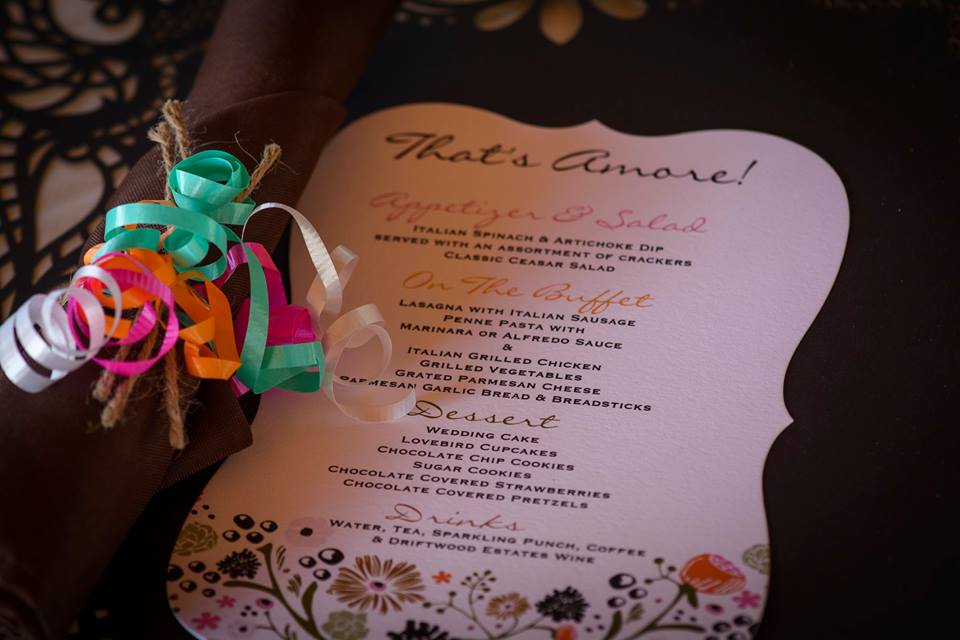 That's Amore!
Appetizer & Salad
Italian Spinach & Artichoke Dip
served with an assortment of crackers
Classic Ceasar Salad
On The Buffet
Lasagna with Italian Sausage
Penne Pasta with
Marinara or Alfredo Sauce
&
Italian Grilled Chicken
Grilled Vegetables
Grated Parmesan Cheese
Parmesan Garlic Bread & Breadsticks
Dessert
Wedding Cake
Lovebird Cupcakes
Chocolate Chip Cookies
Sugar Cookies
Chocolate Covered Strawberries
Chocolate Covered Pretzels
Drinks
Water, Tea, Sparkling Punch, Coffee
& Driftwood Estates Wine